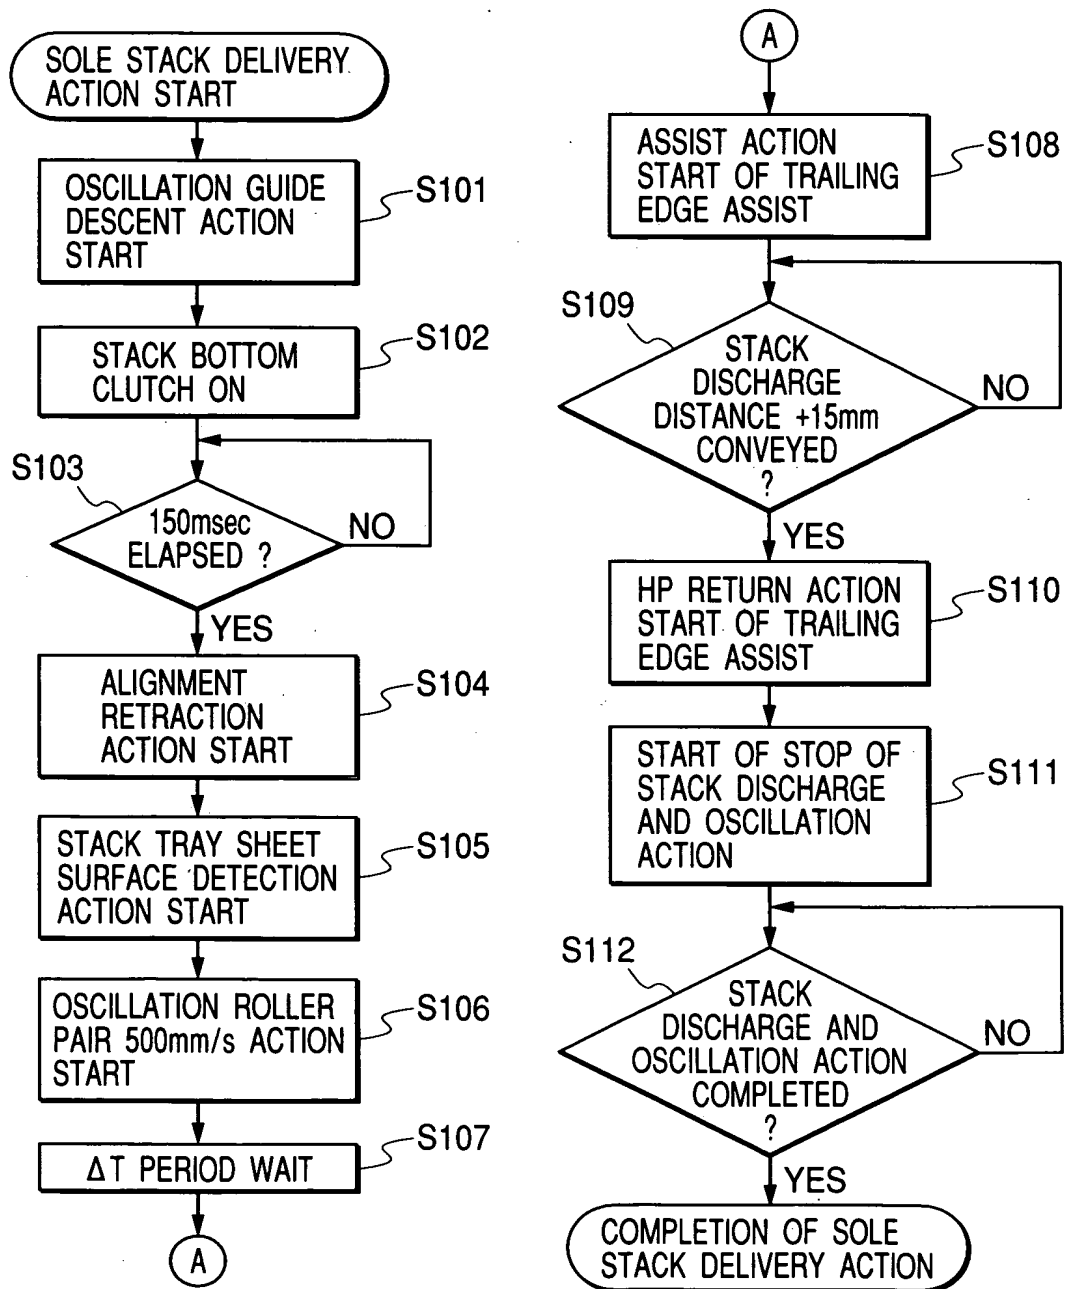 SOLE STACK DELIVERY
ACTION START
OSCILLATION GUIDE
DESCENT ACTION
START
S101
STACK BOTTOM
CLUTCH ON
S102
S103
150msec
ELAPSED ?
NO
YES
ALIGNMENT
RETRACTION
ACTION START
S104
STACK TRAY SHEET
SURFACE DETECTION
ACTION START
S105
OSCILLATION ROLLER
PAIR 500mm/s ACTION
START
S106
ΔT PERIOD WAIT
S107
A
A
ASSIST ACTION
START OF TRAILING
EDGE ASSIST
S108
S109
STACK
DISCHARGE
DISTANCE +15mm
CONVEYED
?
NO
YES
HP RETURN ACTION
START OF TRAILING
EDGE ASSIST
S110
START OF STOP OF
STACK DISCHARGE
AND OSCILLATION
ACTION
S111
S112
STACK
DISCHARGE AND
OSCILLATION ACTION
COMPLETED
?
NO
YES
COMPLETION OF SOLE
STACK DELIVERY ACTION